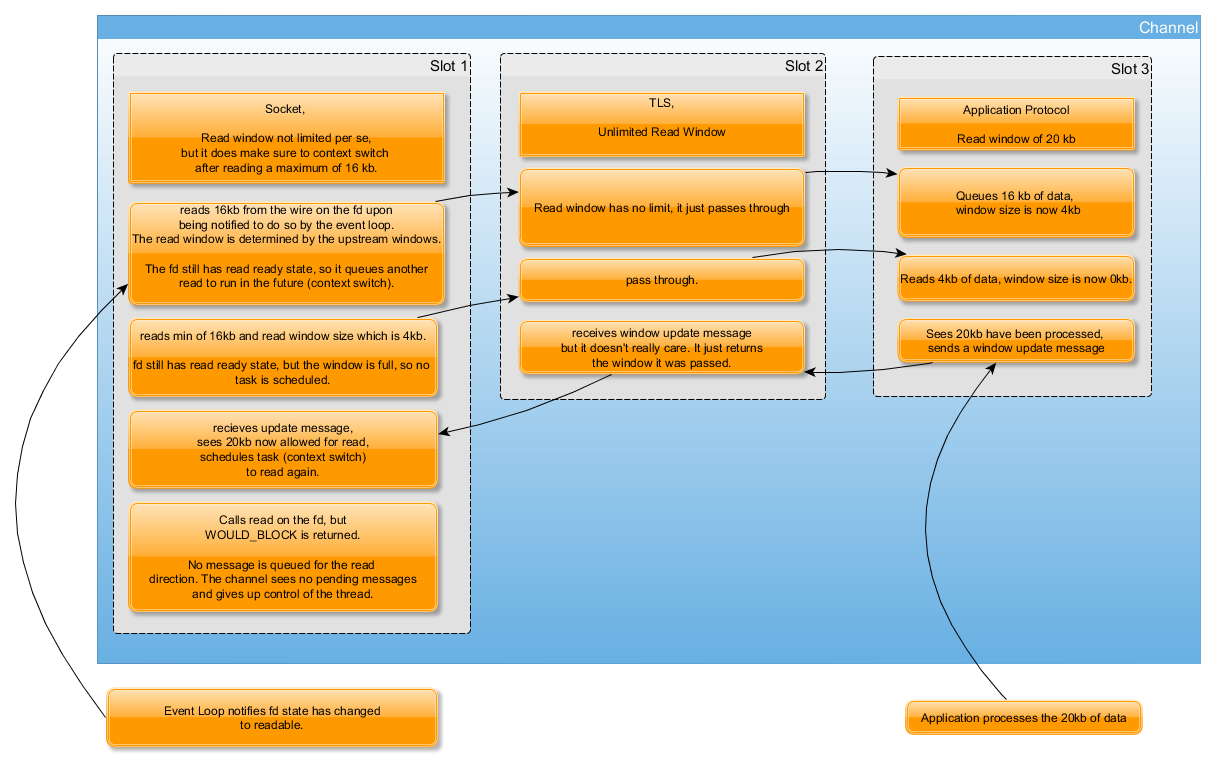 Channel
Slot 1
Socket,
Read window not limited per se,
but it does make sure to context switch
after reading a maximum of 16 kb.
reads 16kb from the wire on the fd upon
being notified to do so by the event loop.
The read window is determined by the upstream windows.
The fd still has read ready state, so it queues another
read to run in the future (context switch).
reads min of 16kb and read window size which is 4kb.
fd still has read ready state, but the window is full, so no
task is scheduled.
recieves update message,
sees 20kb now allowed for read,
schedules task (context switch)
to read again.
Calls read on the fd, but
WOULD_BLOCK is returned.
No message is queued for the read
direction. The channel sees no pending messages
and gives up control of the thread.
Slot 2
TLS,
Unlimited Read Window
Read window has no limit, it just passes through
pass through.
receives window update message
but it doesn't really care. It just returns
the window it was passed.
Slot 3
Application Protocol
Read window of 20 kb
Queues 16 kb of data,
window size is now 4kb
Reads 4kb of data, window size is now 0kb.
Sees 20kb have been processed,
sends a window update message
Event Loop notifies fd state has changed
to readable.
Application processes the 20kb of data